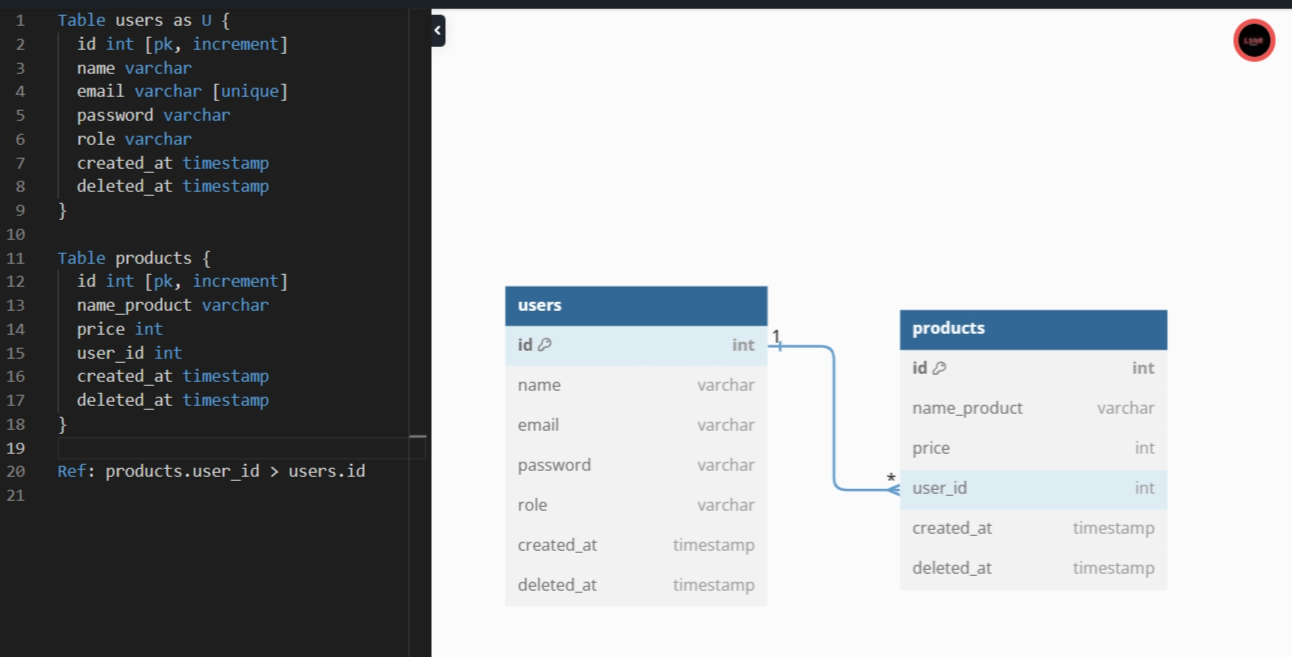 1 Table users as U {
2 id int [pk, increment]
3 name varchar
4 email varchar [unique]
5 password varchar
6 role varchar
7 created_at timestamp
8 deleted_at timestamp
9 }
10
11 Table products {
12 id int [pk, increment]
13 name_product varchar
14 price int
15 user_id int
16 created_at timestamp
17 deleted_at timestamp
18 }
19
20 Ref: products.user_id > users.id
21
users
id int
name varchar
email varchar
password varchar
role varchar
created_at timestamp
deleted_at timestamp
1
*
products
id int
name_product varchar
price int
user_id int
created_at timestamp
deleted_at timestamp